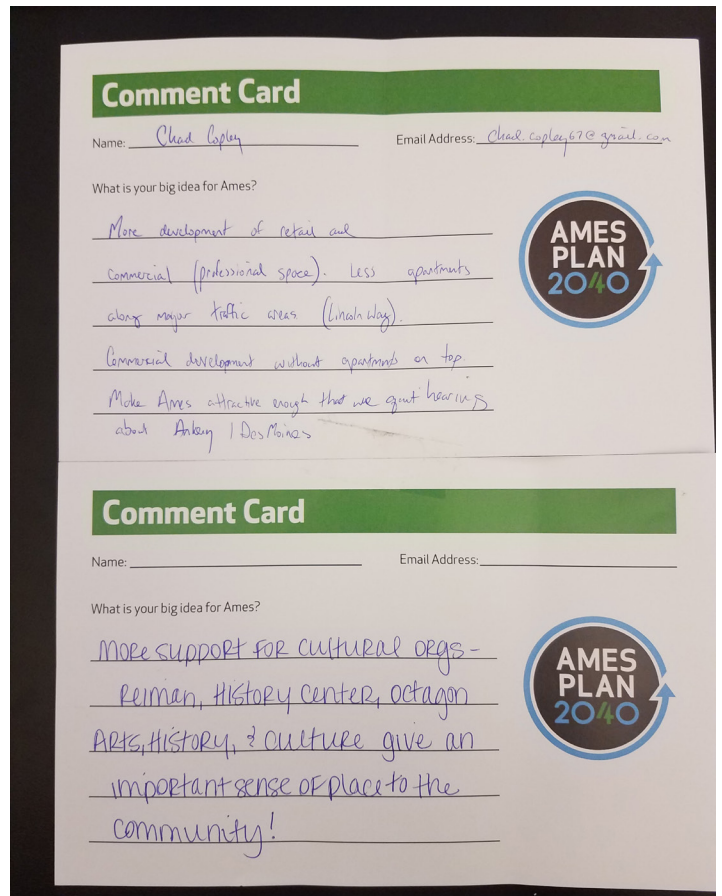 Comment Card
Name: Chad Copley Email Address: Chad.copley67@gmail.com
What is your big idea for Ames?
More development of retail and
commercial (professional space). Less apartments
along major traffic areas (Lincoln Way).
Commercial development without apartments on top.
Make Ames attractive enough that we quit hearing
about Ankeny / Des Moines
AMES
PLAN
2040
Comment Card
Name: Email Address:
What is your big idea for Ames?
More support for cultural orgs-
Reiman, History Center, Octagon
Arts, History, & culture give an
important sense of place to the
community!
AMES
PLAN
2040